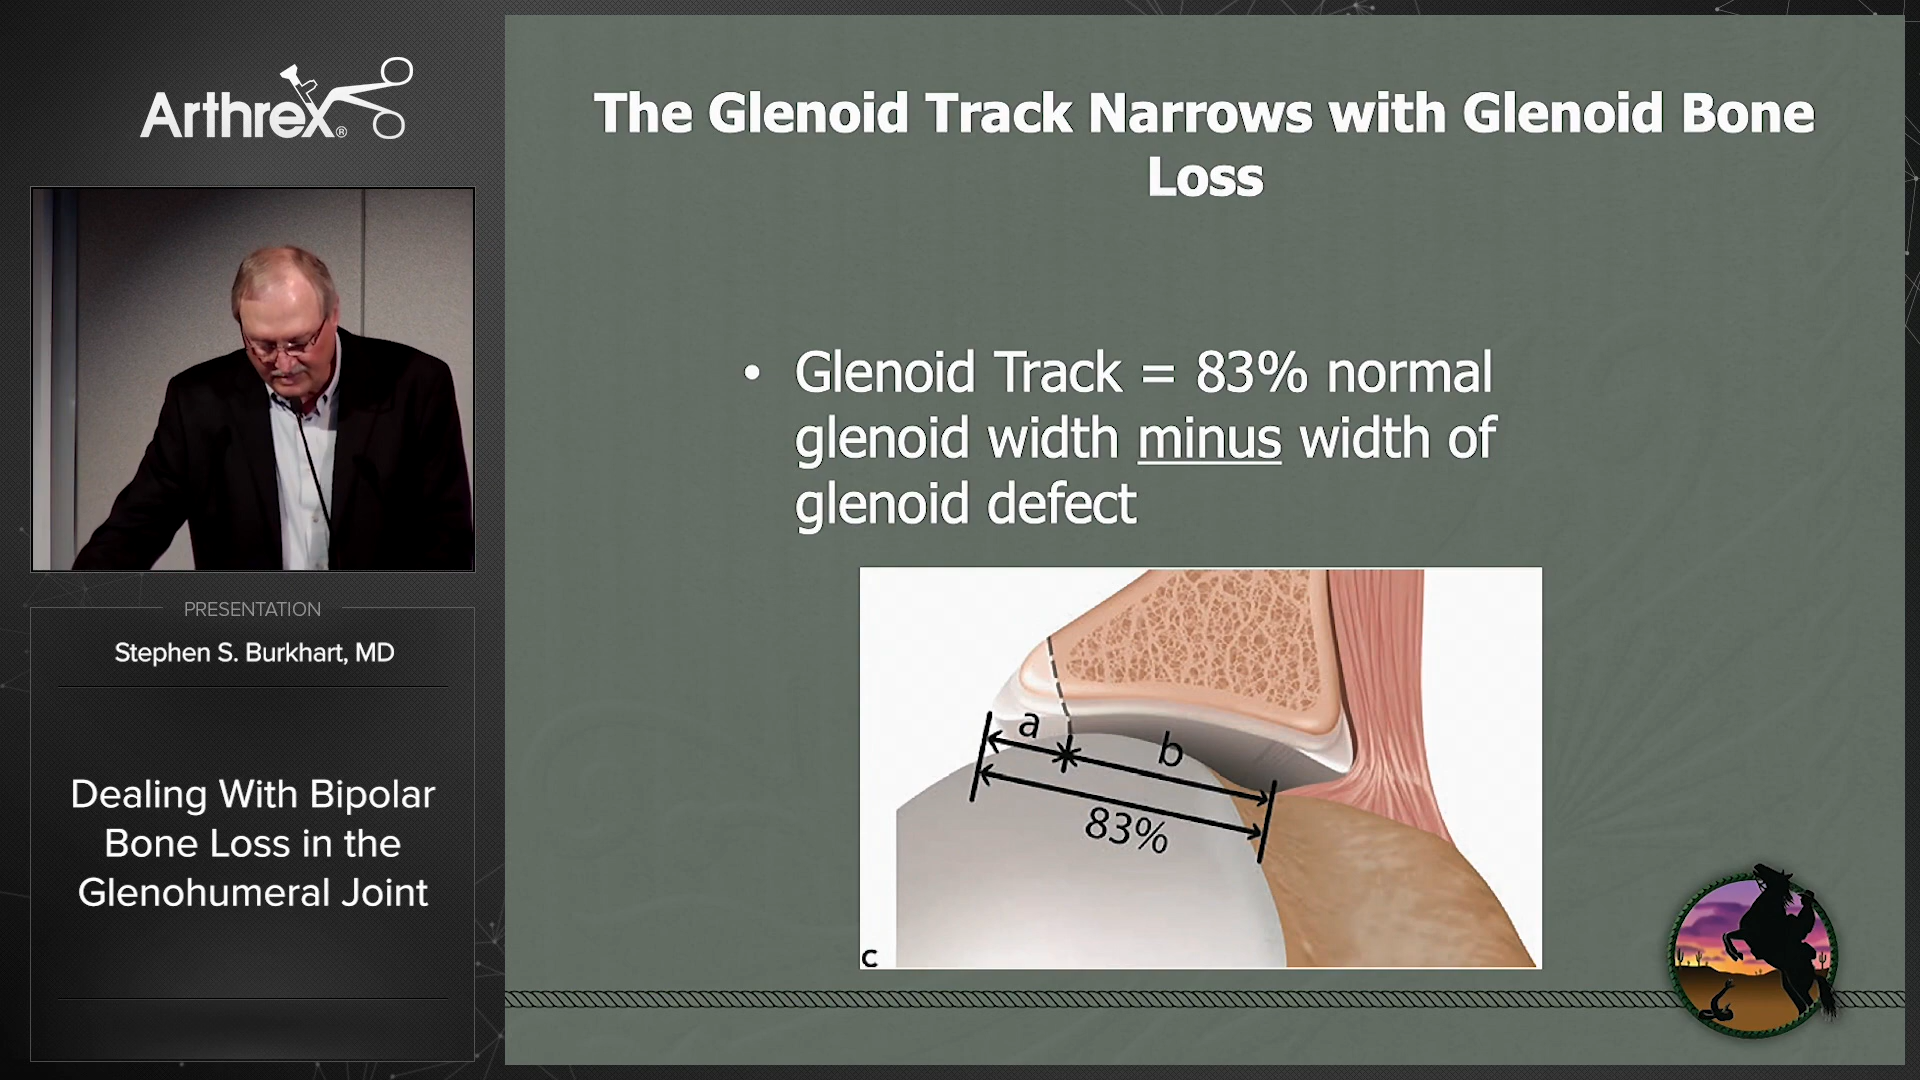 Arthrex®
PRESENTATION
Stephen S. Burkhart, MD
Dealing With Bipolar
Bone Loss in the
Glenohumeral Joint
The Glenoid Track Narrows with Glenoid Bone
Loss
• Glenoid Track = 83% normal
glenoid width minus width of
glenoid defect
a
b
83%
c